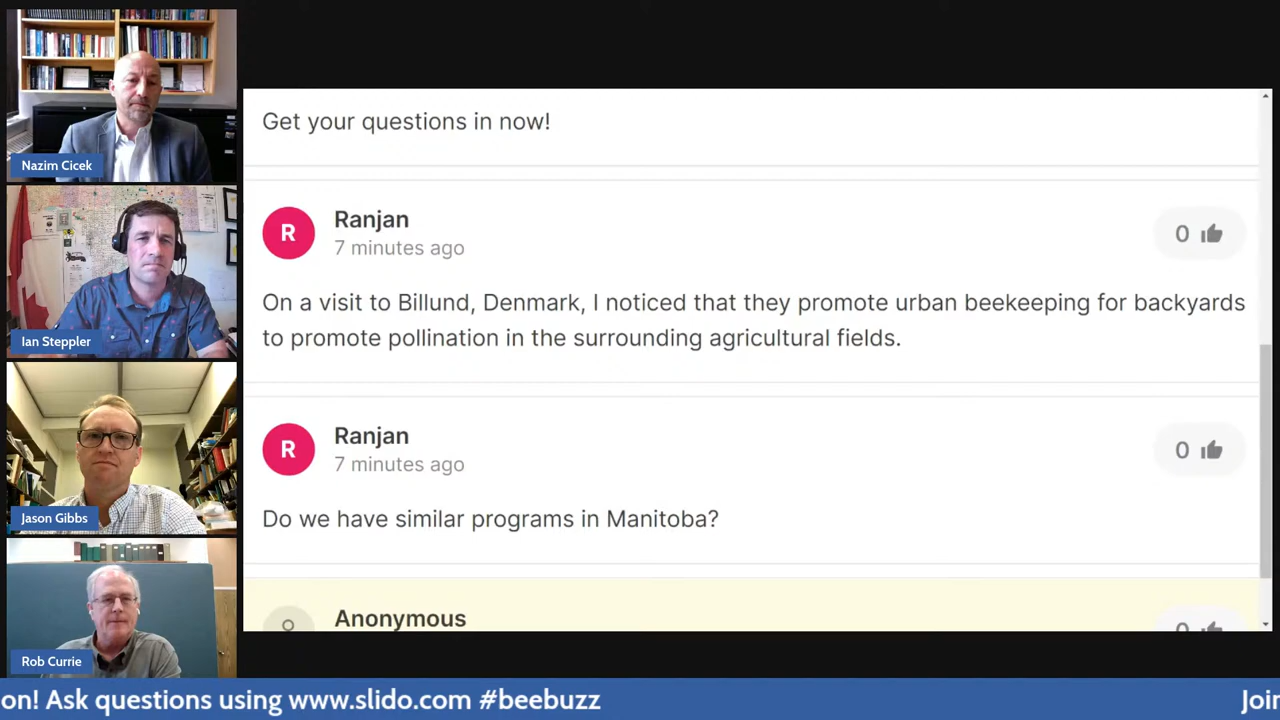 Nazim Cicek
Ian Steppler
Jason Gibbs
Rob Currie
Get your questions in now!
R
Ranjan
7 minutes ago
0
On a visit to Billund, Denmark, I noticed that they promote urban beekeeping for backyards
to promote pollination in the surrounding agricultural fields.
R
Ranjan
7 minutes ago
0
Do we have similar programs in Manitoba?
Anonymous
0
on! Ask questions using www.slido.com #beebuzz
Join